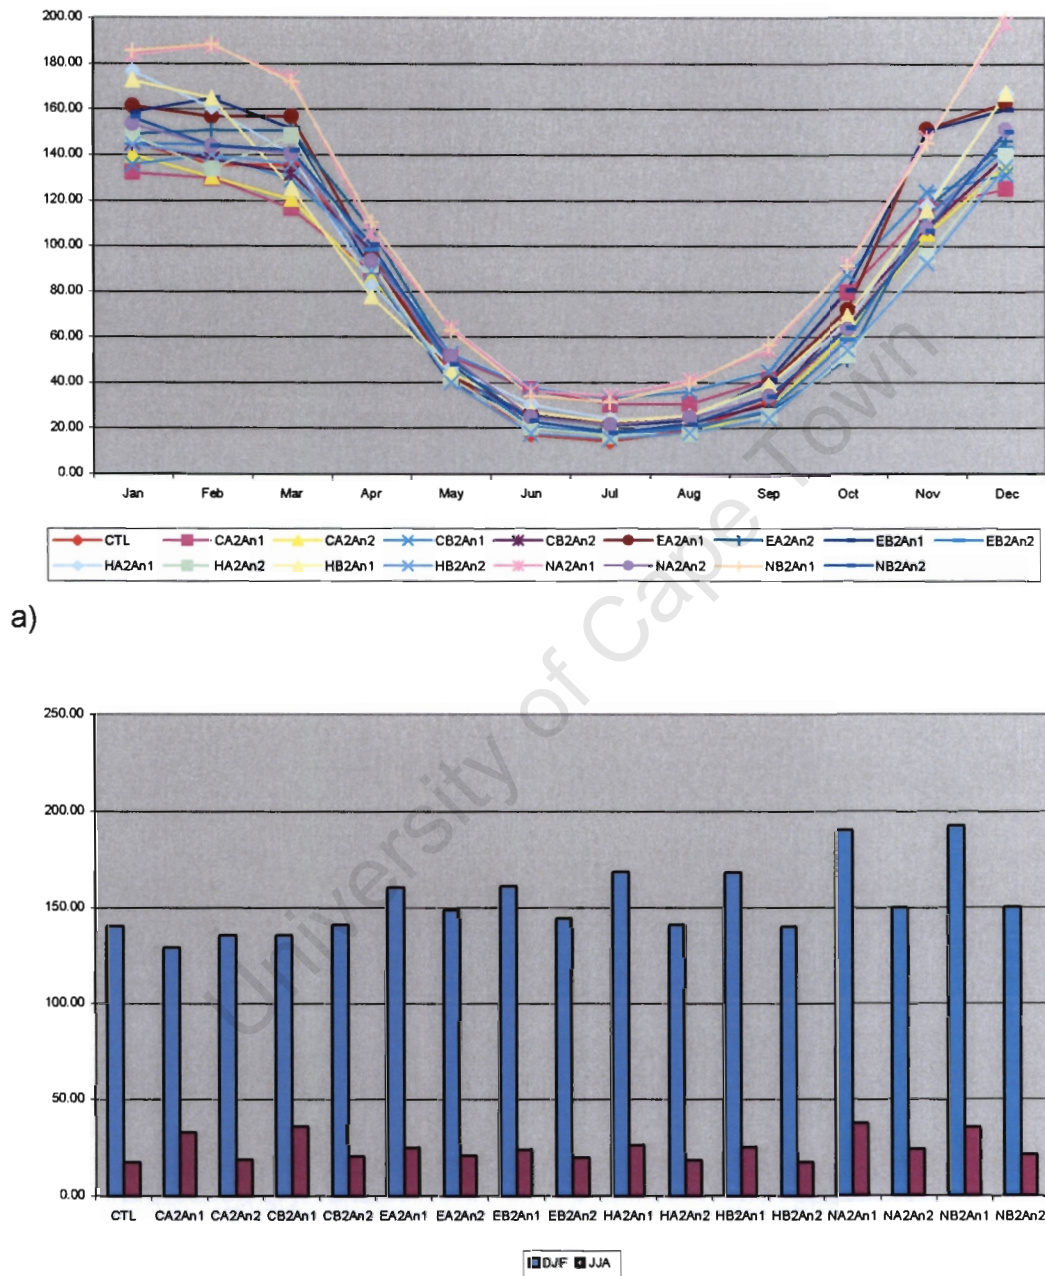 200.00
180.00
160.00
140.00
120.00
100.00
80.00
60.00
40.00
20.00
0.00
Jan Feb Mar Apr May Jun Jul Aug Sep Oct Nov Dec
CTL CA2An1 CA2An2 CB2An1 CB2An2 EA2An1 EA2An2 EB2An1 EB2An2
HA2An1 HA2An2 HB2An1 HB2An2 NA2An1 NA2An2 NB2An1 NB2An2
a)
250.00
200.00
150.00
100.00
50.00
0.00
CTL CA2An1 CA2An2 CB2An1 CB2An2 EA2An1 EA2An2 EB2An1 EB2An2 HA2An1 HA2An2 HB2An1 HB2An2 NA2An1 NA2An2 NB2An1 NB2An2
DJF JJA
University of Cape Town